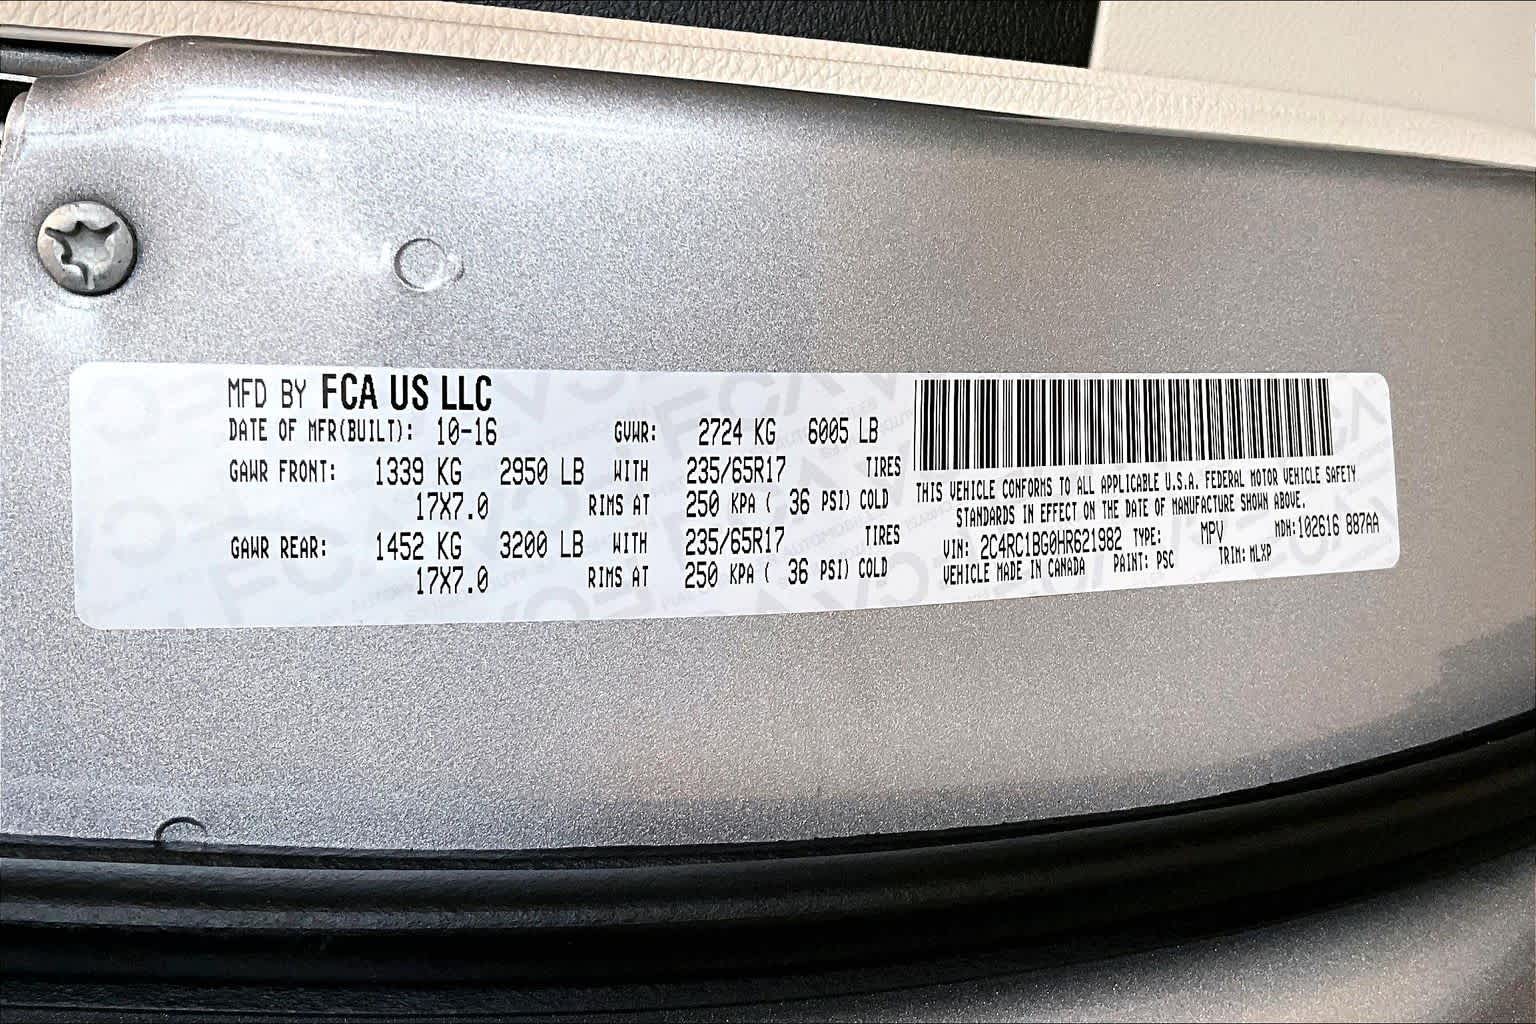 MFD BY FCA US LLC
DATE OF MFR(BUILT): 10-16 GVWR: 2724 KG 6005 LB
GAWR FRONT: 1339 KG 2950 LB WITH 235/65R17 TIRES
17X7.0 RIMS AT 250 KPA ( 36 PSI) COLD
GAWR REAR: 1452 KG 3200 LB WITH 235/65R17 TIRES
17X7.0 RIMS AT 250 KPA ( 36 PSI) COLD
THIS VEHICLE CONFORMS TO ALL APPLICABLE U.S.A. FEDERAL MOTOR VEHICLE SAFETY
STANDARDS IN EFFECT ON THE DATE OF MANUFACTURE SHOWN ABOVE.
VIN: 2C4RC1BG0HR621982 TYPE: MPV MDH:102616 887AA
VEHICLE MADE IN CANADA PAINT: PSC TRIM:MLXP